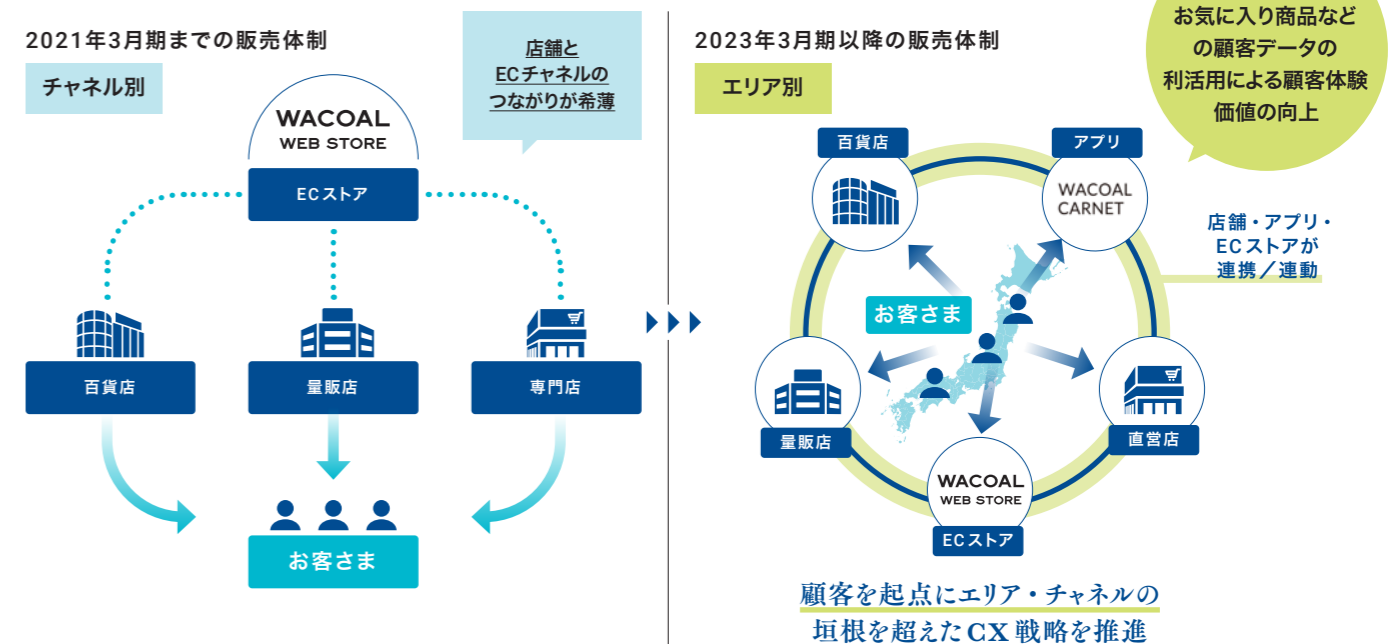 2021年3月期までの販売体制
チャネル別
店舗と
ECチャネルの
つながりが希薄
WACOAL
WEB STORE
ECストア
百貨店
量販店
専門店
お客さま
2023年3月期以降の販売体制
エリア別
お気に入り商品など
の顧客データの
利活用による顧客体験
価値の向上
百貨店
アプリ
WACOAL
CARNET
店舗・アプリ・
ECストアが
連携／連動
お客さま
量販店
直営店
WACOAL
WEB STORE
ECストア
顧客を起点にエリア・チャネルの
垣根を超えたCX戦略を推進